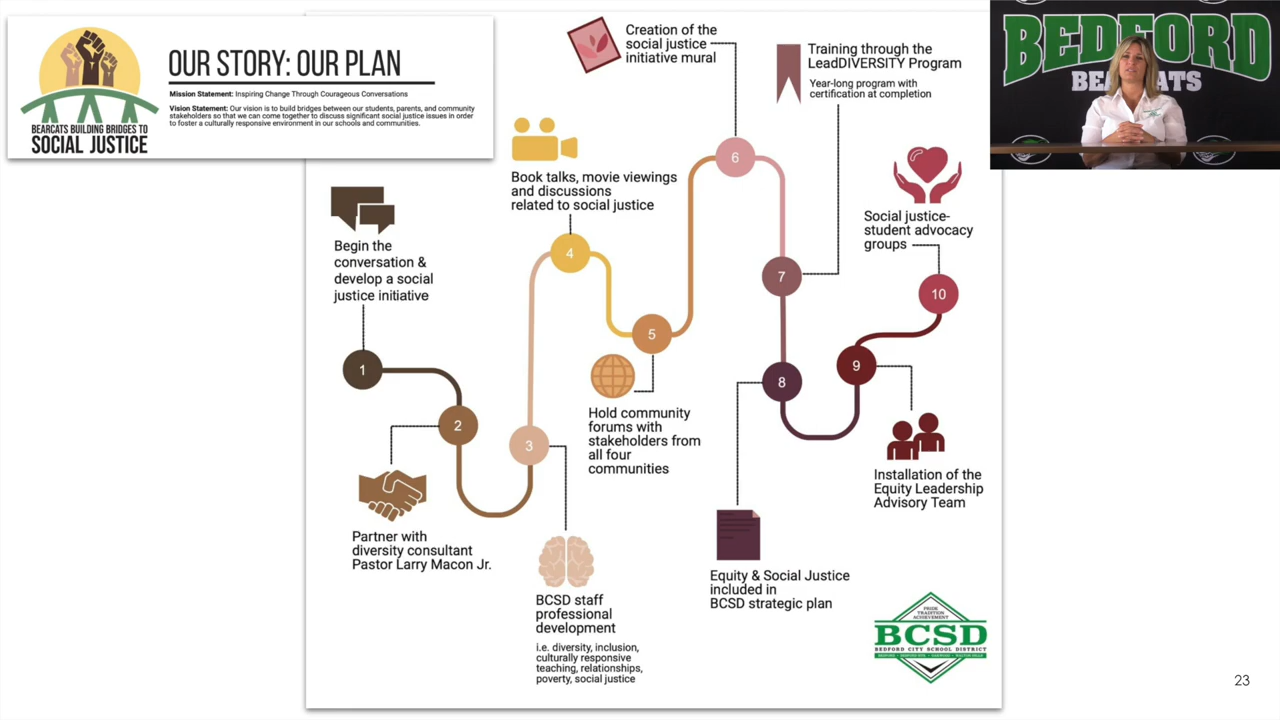 OUR STORY: OUR PLAN
Mission Statement: Inspiring Change Through Courageous Conversations
Vision Statement: Our vision is to build bridges between our students, parents, and community
stakeholders so that we can come together to discuss significant social justice issues in order
to foster a culturally responsive environment in our schools and communities.
BEARCATS BUILDING BRIDGES TO
SOCIAL JUSTICE
BEDFORD
BEARCATS
Begin the
conversation &
develop a social
justice initiative
1
2
Partner with
diversity consultant
Pastor Larry Macon Jr.
3
BCSD staff
professional
development
i.e. diversity, inclusion,
culturally responsive
teaching, relationships,
poverty, social justice
Book talks, movie viewings
and discussions
related to social justice
4
5
Hold community
forums with
stakeholders from
all four
communities
Creation of the
social justice
initiative mural
6
Training through the
LeadDIVERSITY Program
Year-long program with
certification at completion
7
8
Equity & Social Justice
included in
BCSD strategic plan
9
Installation of the
Equity Leadership
Advisory Team
Social justice-
student advocacy
groups
10
PRIDE
TRADITION
ACHIEVEMENT
BCSD
BEDFORD CITY SCHOOL DISTRICT
23